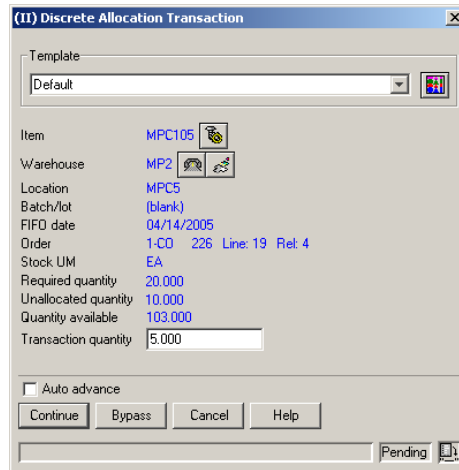 (II) Discrete Allocation Transaction
Template
Default
Item MPC105
Warehouse MP2
Location MPC5
Batch/lot (blank)
FIFO date 04/14/2005
Order 1-CO 226 Line: 19 Rel: 4
Stock UM EA
Required quantity 20.000
Unallocated quantity 10.000
Quantity available 103.000
Transaction quantity 5.000
Auto advance
Continue Bypass Cancel Help
Pending